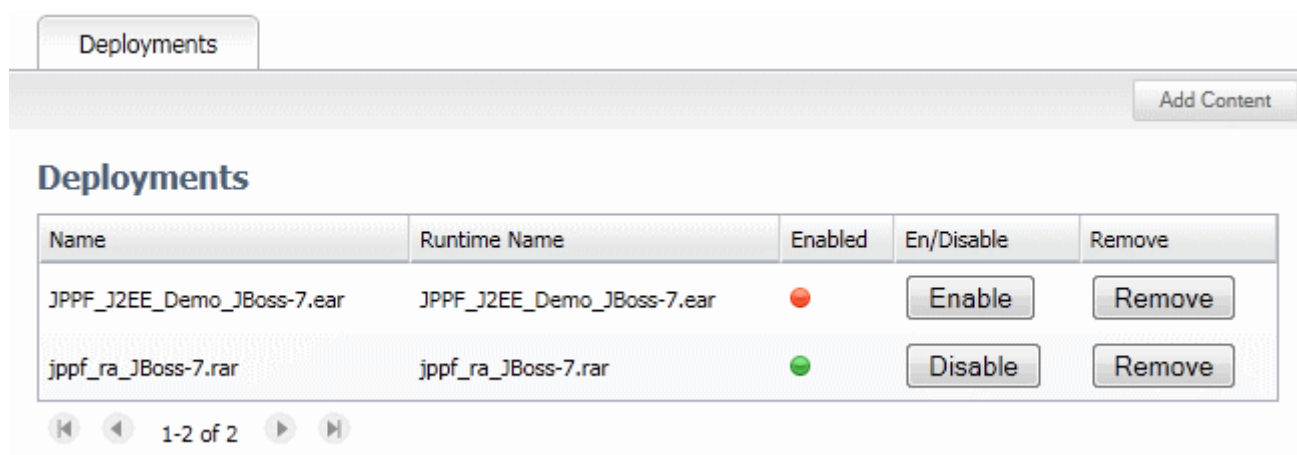 Deployments
Add Content
Deployments
Name Runtime Name Enabled En/Disable Remove
JPPF_J2EE_Demo_JBoss-7.ear JPPF_J2EE_Demo_JBoss-7.ear Enable Remove
jppf_ra_JBoss-7.rar jppf_ra_JBoss-7.rar Disable Remove
1-2 of 2